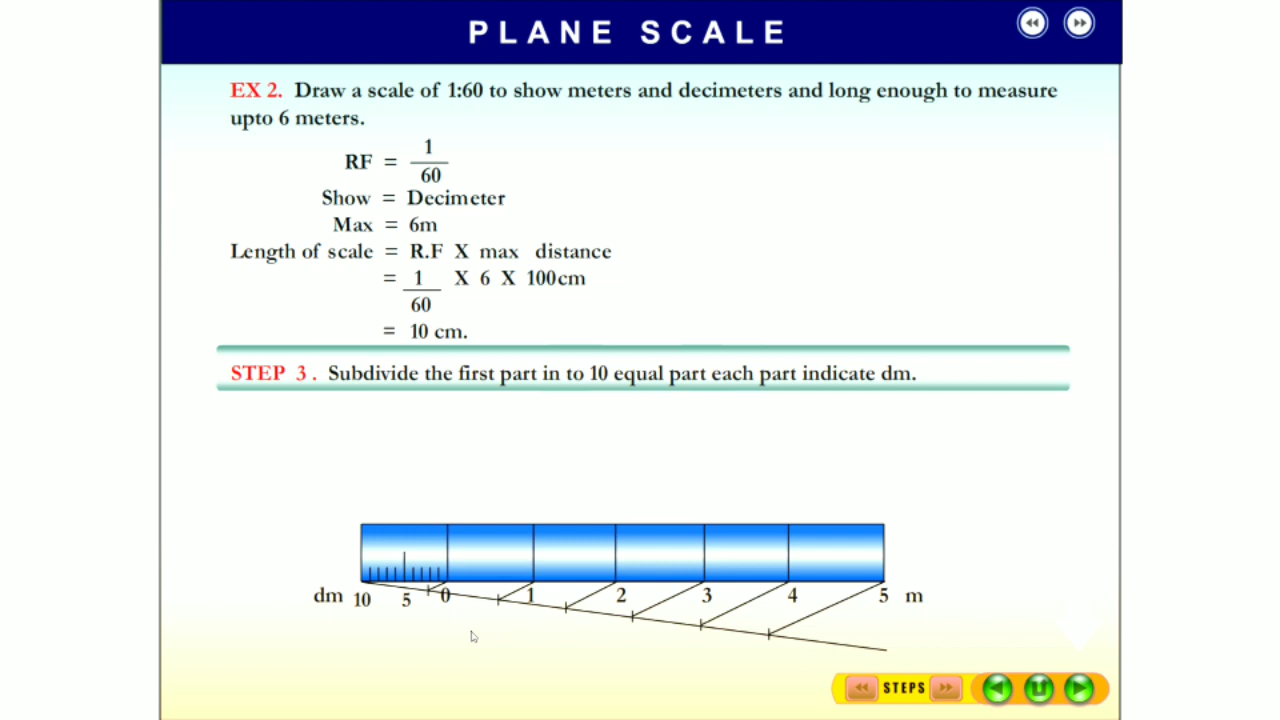 PLANE SCALE
EX 2. Draw a scale of 1:60 to show meters and decimeters and long enough to measure
upto 6 meters.
RF = 1
60
Show = Decimeter
Max = 6m
Length of scale = R.F X max distance
= 1 X 6 X 100cm
60
= 10 cm.
STEP 3 . Subdivide the first part in to 10 equal part each part indicate dm.
dm 10 5 0 1 2 3 4 5 m
STEPS